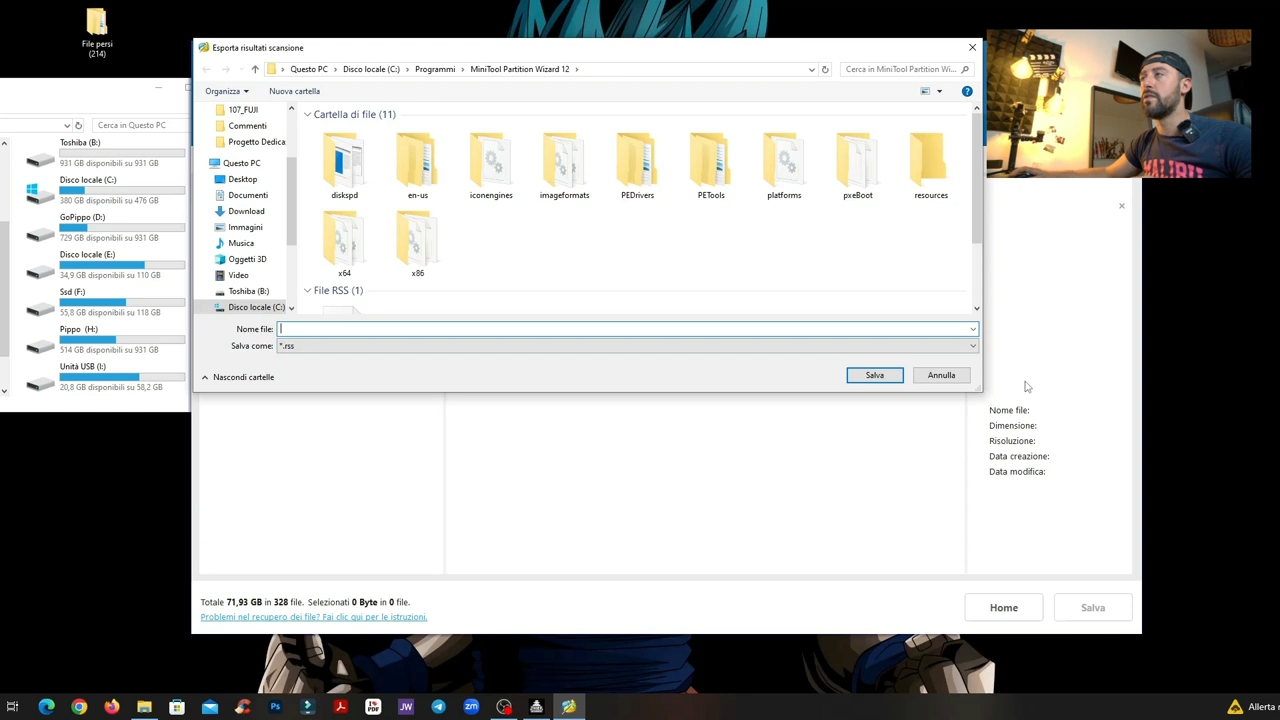 File persi
(214)
Cerca in Questo PC
Toshiba (B:)
931 GB disponibili su 931 GB
Disco locale (C:)
380 GB disponibili su 476 GB
GoPippo (D:)
729 GB disponibili su 931 GB
Disco locale (E:)
34,9 GB disponibili su 110 GB
Ssd (F:)
55,8 GB disponibili su 118 GB
Pippo (H:)
514 GB disponibili su 931 GB
Unità USB (I:)
20,8 GB disponibili su 58,2 GB
Esporta risultati scansione
Questo PC > Disco locale (C:) > Programmi > MiniTool Partition Wizard 12 >
Cerca in MiniTool Partition Wi...
Organizza
Nuova cartella
107_FUJI
Commenti
Progetto Dedica
Questo PC
Desktop
Documenti
Download
Immagini
Musica
Oggetti 3D
Video
Toshiba (B:)
Disco locale (C:)
Cartella di file (11)
diskspd
en-us
iconengines
imageformats
PEDrivers
PETools
platforms
pxeBoot
resources
x64
x86
File RSS (1)
Nome file:
Salva come: *.rss
Nascondi cartelle
Salva
Annulla
MALIBU
Nome file:
Dimensione:
Risoluzione:
Data creazione:
Data modifica:
Totale 71,93 GB in 328 file. Selezionati 0 Byte in 0 file.
Problemi nel recupero dei file? Fai clic qui per le istruzioni.
Home
Salva
Ps
PDF
JW
zm
Allerta